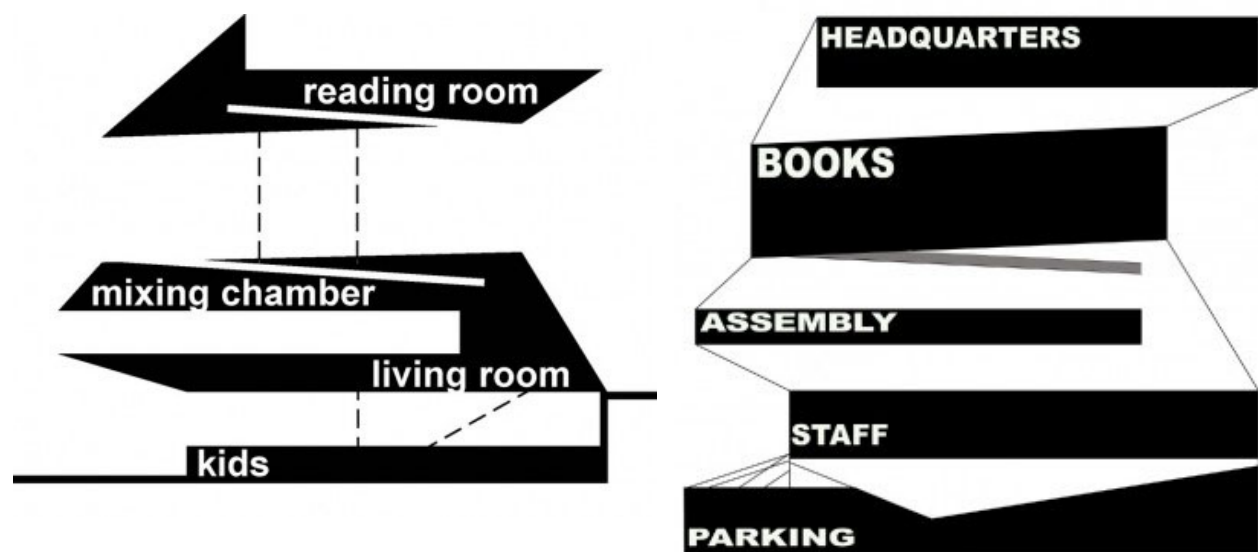 reading room
mixing chamber
living room
kids
HEADQUARTERS
BOOKS
ASSEMBLY
STAFF
PARKING